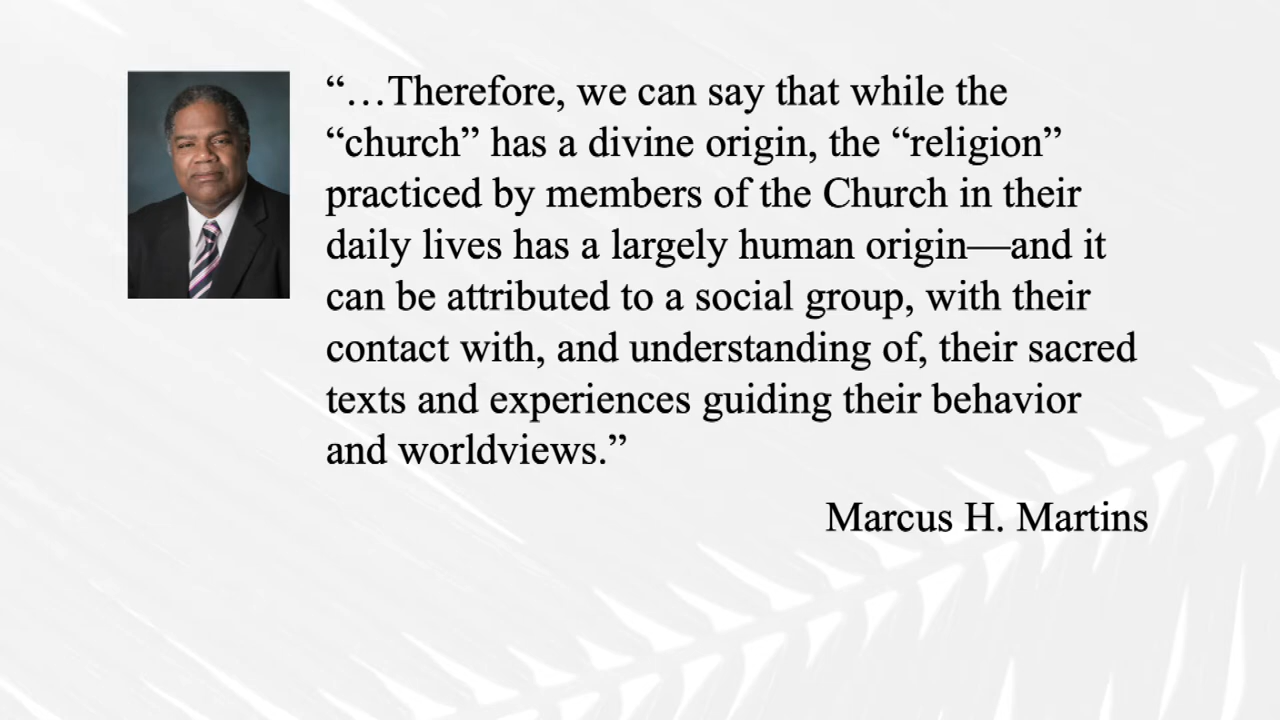 “…Therefore, we can say that while the
“church” has a divine origin, the “religion”
practiced by members of the Church in their
daily lives has a largely human origin—and it
can be attributed to a social group, with their
contact with, and understanding of, their sacred
texts and experiences guiding their behavior
and worldviews.”
Marcus H. Martins